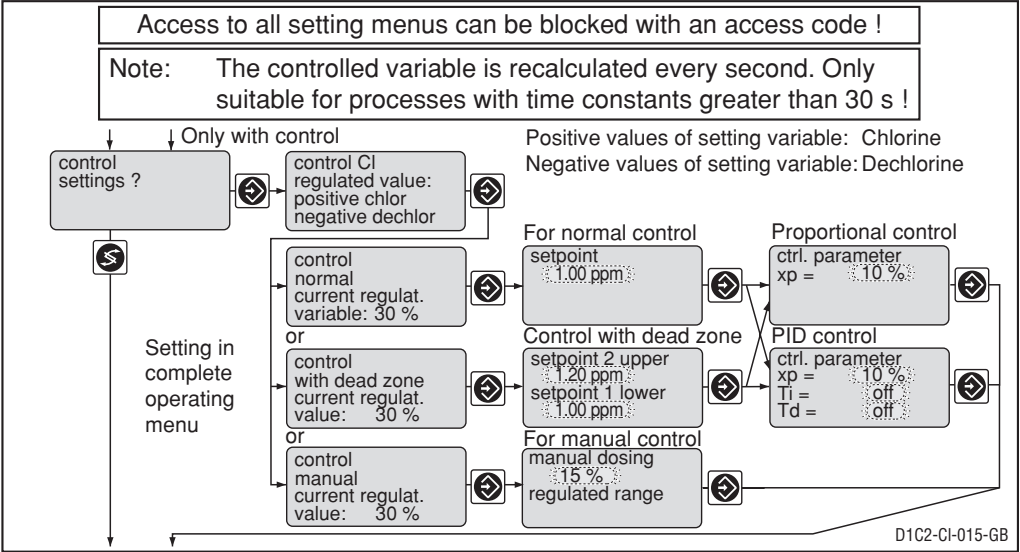 Access to all setting menus can be blocked with an access code !
Note: The controlled variable is recalculated every second. Only
suitable for processes with time constants greater than 30 s !
Only with control
Positive values of setting variable: Chlorine
Negative values of setting variable: Dechlorine
control
settings ?
control Cl
regulated value:
positive chlor
negative dechlor
For normal control
Proportional control
control
normal
current regulat.
variable: 30 %
setpoint
1.00 ppm
ctrl. parameter
xp = 10 %
or
Control with dead zone
PID control
Setting in
complete
operating
menu
control
with dead zone
current regulat.
value: 30 %
setpoint 2 upper
1.20 ppm
setpoint 1 lower
1.00 ppm
ctrl. parameter
xp = 10 %
Ti = off
Td = off
or
For manual control
control
manual
current regulat.
value: 30 %
manual dosing
15 %
regulated range
D1C2-Cl-015-GB